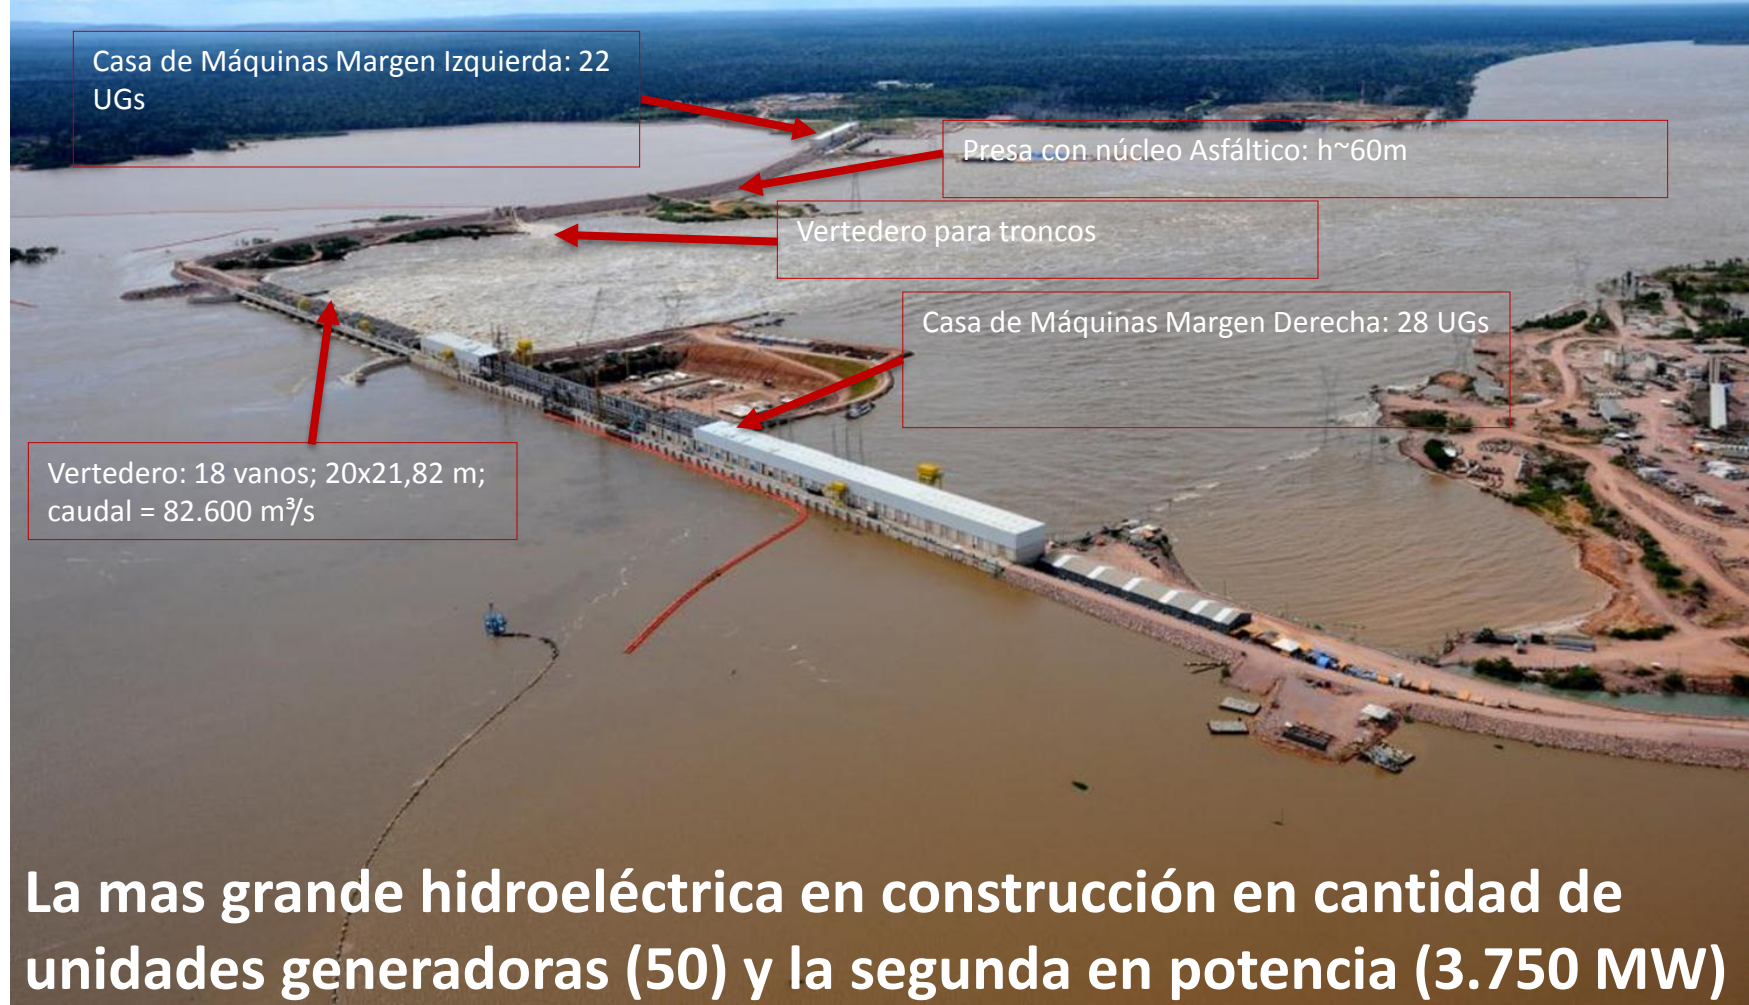 Casa de Máquinas Margen Izquierda: 22
UGs
Presa con núcleo Asfáltico: h~60m
Vertedero para troncos
Casa de Máquinas Margen Derecha: 28 UGs
Vertedero: 18 vanos; 20x21,82 m;
caudal = 82.600 m³/s
La mas grande hidroeléctrica en construcción en cantidad de
unidades generadoras (50) y la segunda en potencia (3.750 MW)